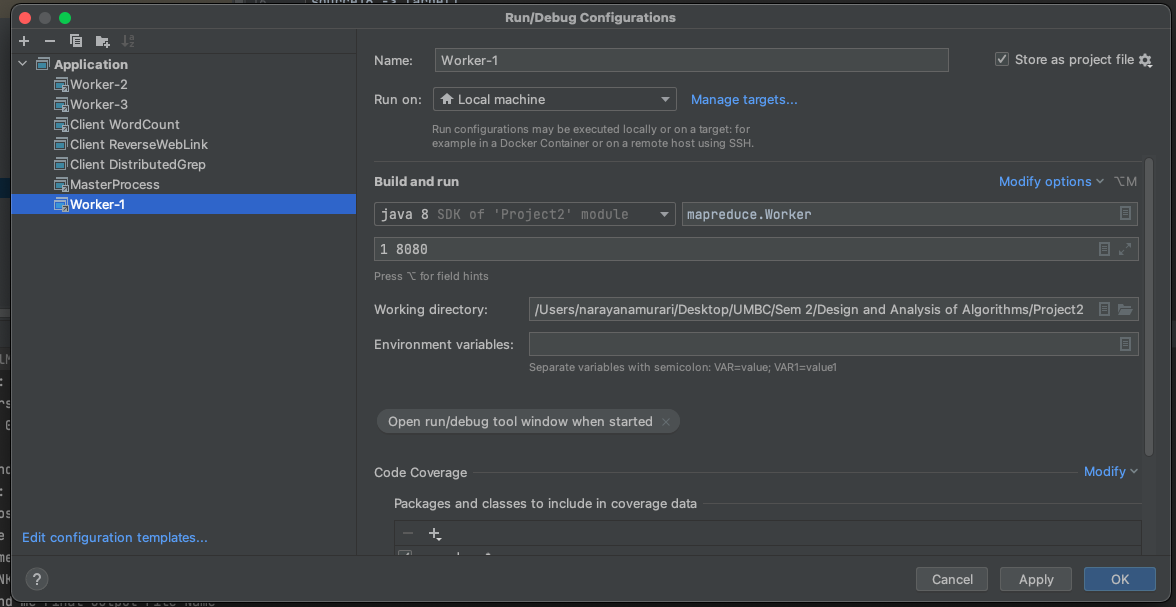 Run/Debug Configurations
Application
Worker-2
Worker-3
Client WordCount
Client ReverseWebLink
Client DistributedGrep
MasterProcess
Worker-1
Edit configuration templates...
Name: Worker-1 Store as project file
Run on: Local machine Manage targets...
Run configurations may be executed locally or on a target: for
example in a Docker Container or on a remote host using SSH.
Build and run Modify options ⌥M
java 8 SDK of 'Project2' module mapreduce.Worker
1 8080
Press ⌥ for field hints
Working directory: /Users/narayanamurari/Desktop/UMBC/Sem 2/Design and Analysis of Algorithms/Project2
Environment variables:
Separate variables with semicolon: VAR=value; VAR1=value1
Open run/debug tool window when started
Code Coverage Modify
Packages and classes to include in coverage data
? Cancel Apply OK